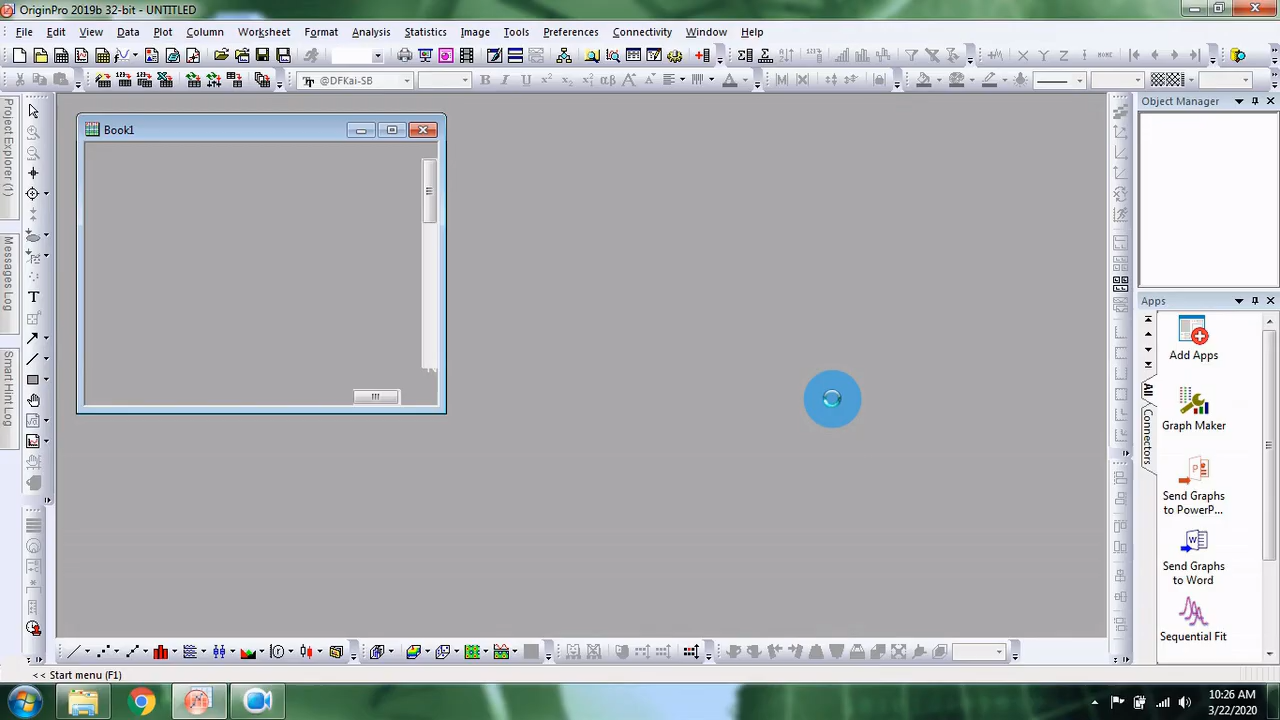 OriginPro 2019b 32-bit - UNTITLED
File Edit View Data Plot Column Worksheet Format Analysis Statistics Image Tools Preferences Connectivity Window Help
@DFKai-SB
Project Explorer (1)
Messages Log
Smart Hint Log
Book1
Object Manager
Apps
Add Apps
Graph Maker
Send Graphs
to PowerP...
Send Graphs
to Word
Sequential Fit
All
Connectors
<< Start menu (F1)
10:26 AM
3/22/2020